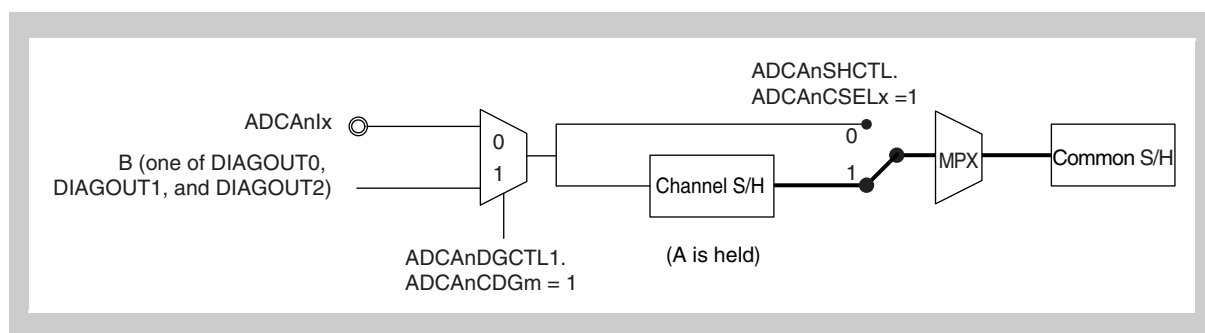 ADCAnSHCTL.
ADCAnCSELx =1
ADCAnIx
0
1
B (one of DIAGOUT0,
DIAGOUT1, and DIAGOUT2)
0
1
Channel S/H
MPX
Common S/H
(A is held)
ADCAnDGCTL1.
ADCAnCDGm = 1